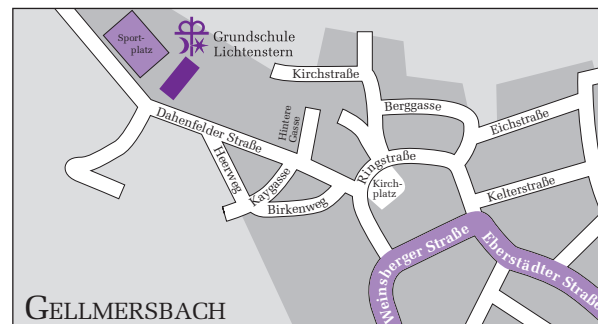 Sport-
platz
Grundschule
Lichtenstern
Kirchstraße
Berggasse
Eichstraße
Dahenfelder Straße
Hintere
Gasse
Ringstraße
Heerweg
Kaygasse
Kirch-
platz
Kelterstraße
Birkenweg
Weinsberger Straße
Eberstädter Straße
GELLMERSBACH